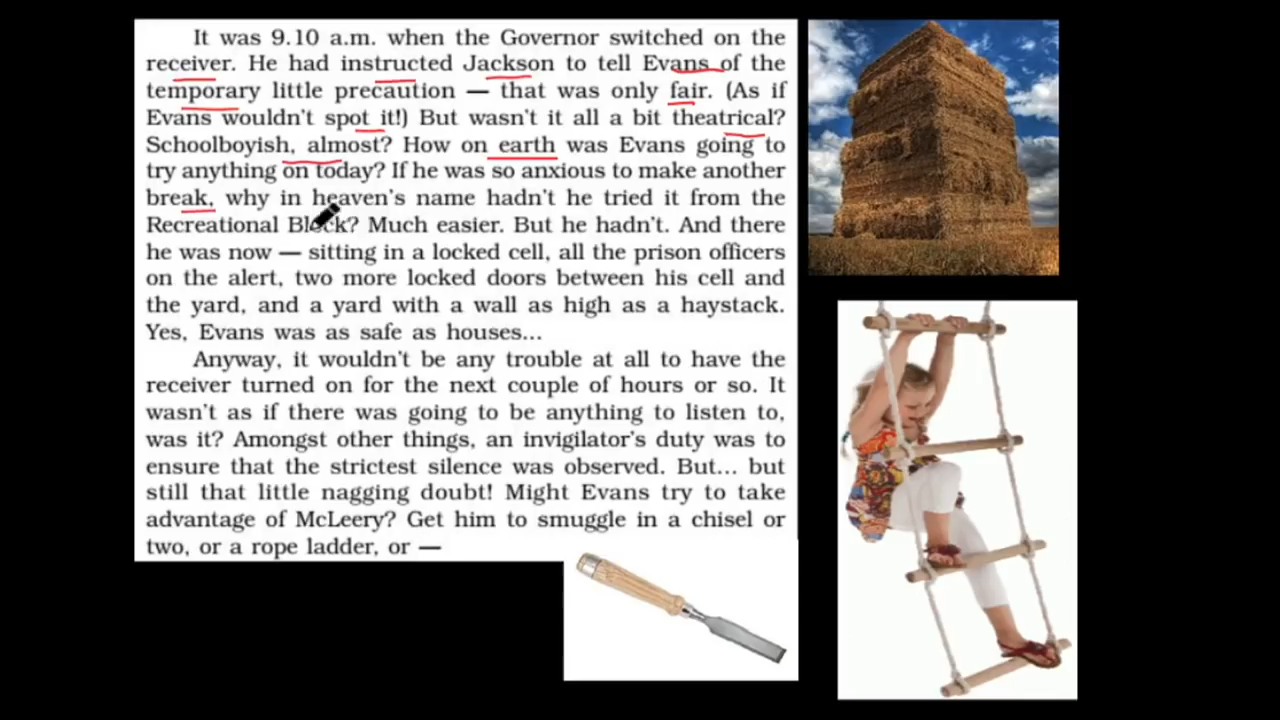 It was 9.10 a.m. when the Governor switched on the
receiver. He had instructed Jackson to tell Evans of the
temporary little precaution — that was only fair. (As if
Evans wouldn't spot it!) But wasn't it all a bit theatrical?
Schoolboyish, almost? How on earth was Evans going to
try anything on today? If he was so anxious to make another
break, why in heaven's name hadn't he tried it from the
Recreational Block? Much easier. But he hadn't. And there
he was now — sitting in a locked cell, all the prison officers
on the alert, two more locked doors between his cell and
the yard, and a yard with a wall as high as a haystack.
Yes, Evans was as safe as houses...
Anyway, it wouldn't be any trouble at all to have the
receiver turned on for the next couple of hours or so. It
wasn't as if there was going to be anything to listen to,
was it? Amongst other things, an invigilator's duty was to
ensure that the strictest silence was observed. But... but
still that little nagging doubt! Might Evans try to take
advantage of McLeery? Get him to smuggle in a chisel or
two, or a rope ladder, or —